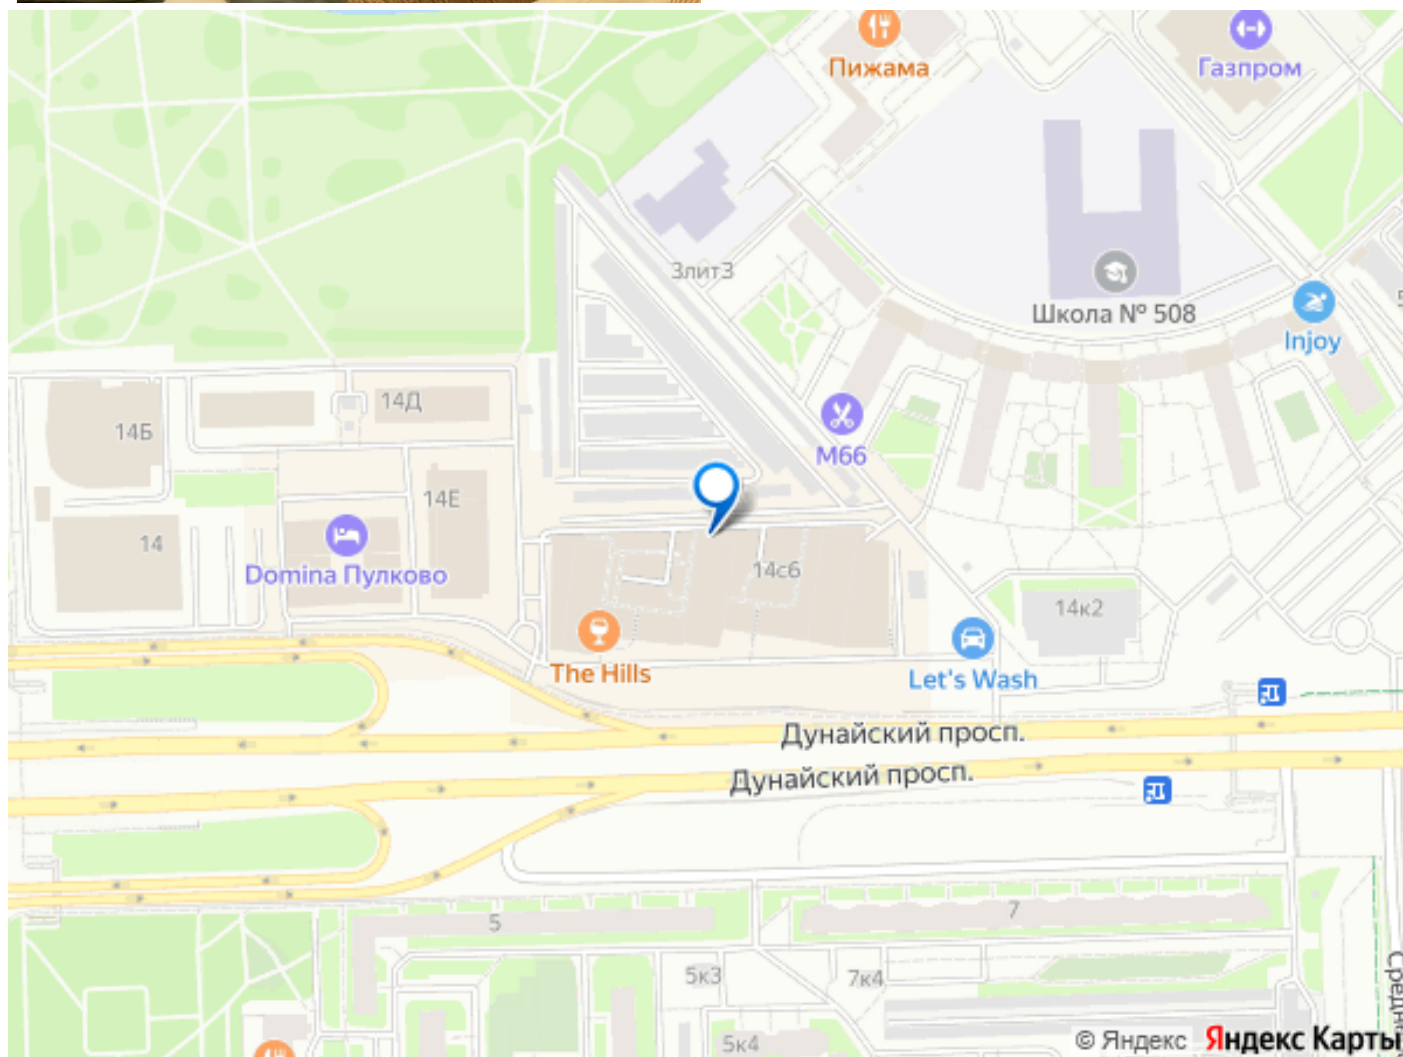 Пижама
Газпром
3лит3
Школа № 508
Injoy
14Д
14Б
М66
14Е
14
Domina Пулково
14с6
14к2
The Hills
Let's Wash
Дунайский просп.
Дунайский просп.
7
5
5к3
7к4
Средн
5к4
© Яндекс Яндекс Карты